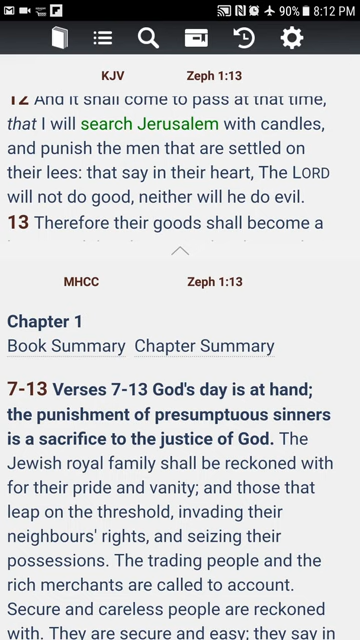 90% 8:12 PM
KJV Zeph 1:13
12 And it shall come to pass at that time,
that I will search Jerusalem with candles,
and punish the men that are settled on
their lees: that say in their heart, The LORD
will not do good, neither will he do evil.
13 Therefore their goods shall become a
MHCC Zeph 1:13
Chapter 1
Book Summary Chapter Summary
7-13 Verses 7-13 God's day is at hand;
the punishment of presumptuous sinners
is a sacrifice to the justice of God. The
Jewish royal family shall be reckoned with
for their pride and vanity; and those that
leap on the threshold, invading their
neighbours' rights, and seizing their
possessions. The trading people and the
rich merchants are called to account.
Secure and careless people are reckoned
with. They are secure and easy; they say in